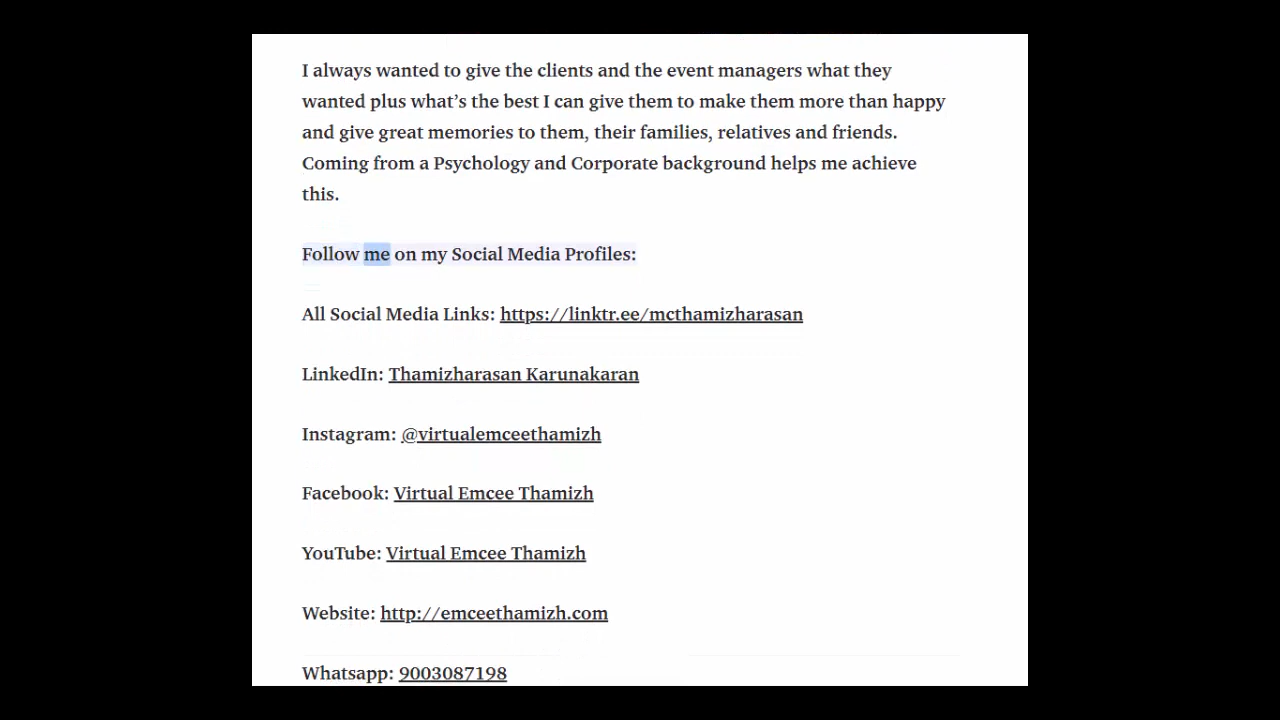 I always wanted to give the clients and the event managers what they
wanted plus what’s the best I can give them to make them more than happy
and give great memories to them, their families, relatives and friends.
Coming from a Psychology and Corporate background helps me achieve
this.
Follow me on my Social Media Profiles:
All Social Media Links: https://linktr.ee/mcthamizharasan
LinkedIn: Thamizharasan Karunakaran
Instagram: @virtualemceethamizh
Facebook: Virtual Emcee Thamizh
YouTube: Virtual Emcee Thamizh
Website: http://emceethamizh.com
Whatsapp: 9003087198